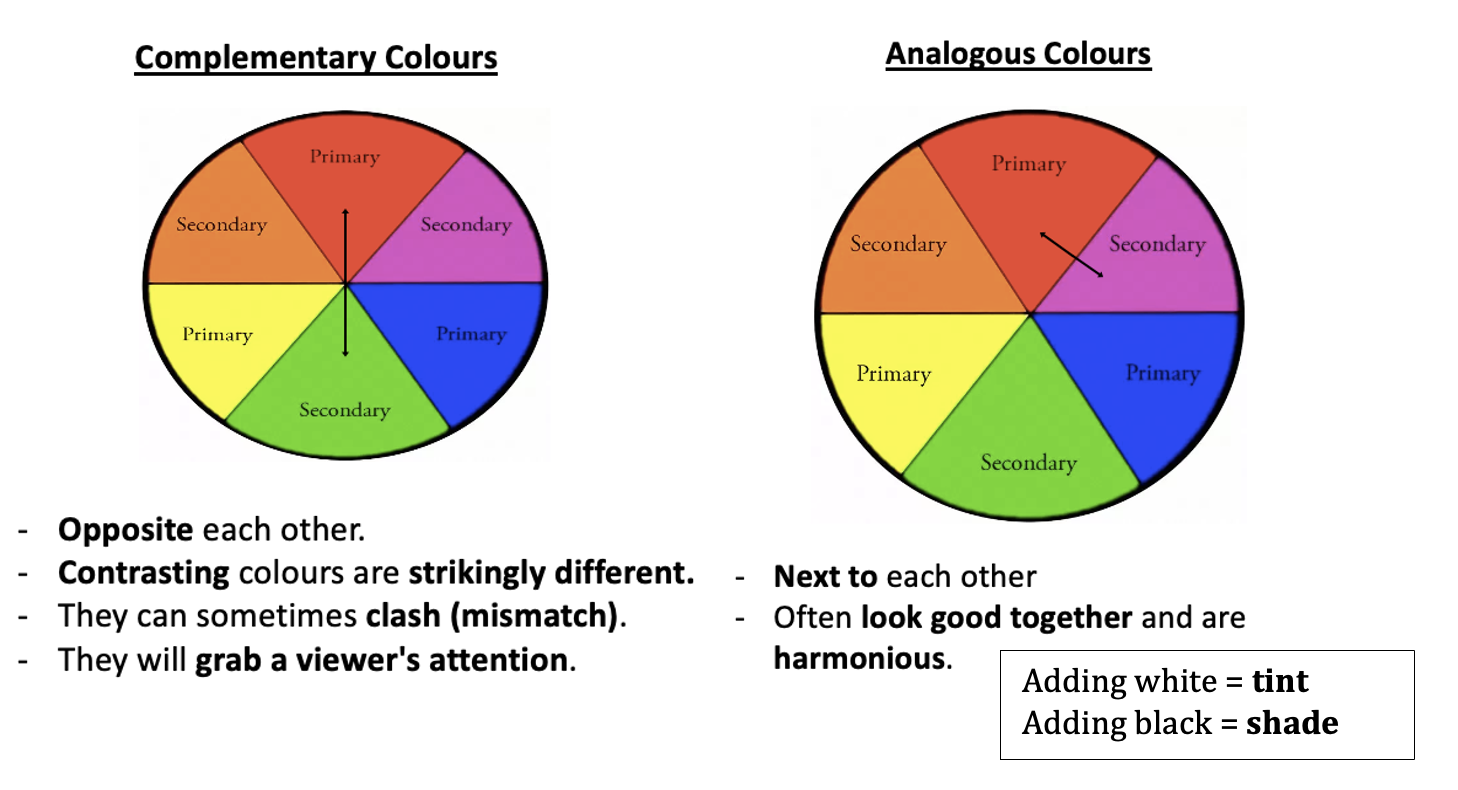 Complementary Colours
Primary
Secondary
Secondary
Primary
Primary
Secondary
- Opposite each other.
- Contrasting colours are strikingly different.
- They can sometimes clash (mismatch).
- They will grab a viewer's attention.
Analogous Colours
Primary
Secondary
Secondary
Primary
Primary
Secondary
- Next to each other
- Often look good together and are
harmonious.
Adding white = tint
Adding black = shade